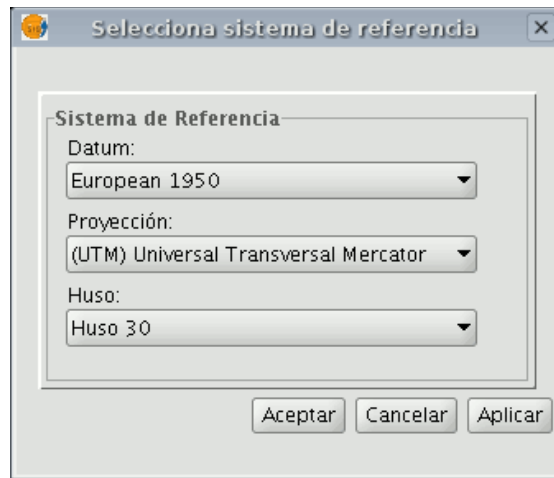 Selecciona sistema de referencia
Sistema de Referencia
Datum:
European 1950
Proyección:
(UTM) Universal Transversal Mercator
Huso:
Huso 30
Aceptar Cancelar Aplicar